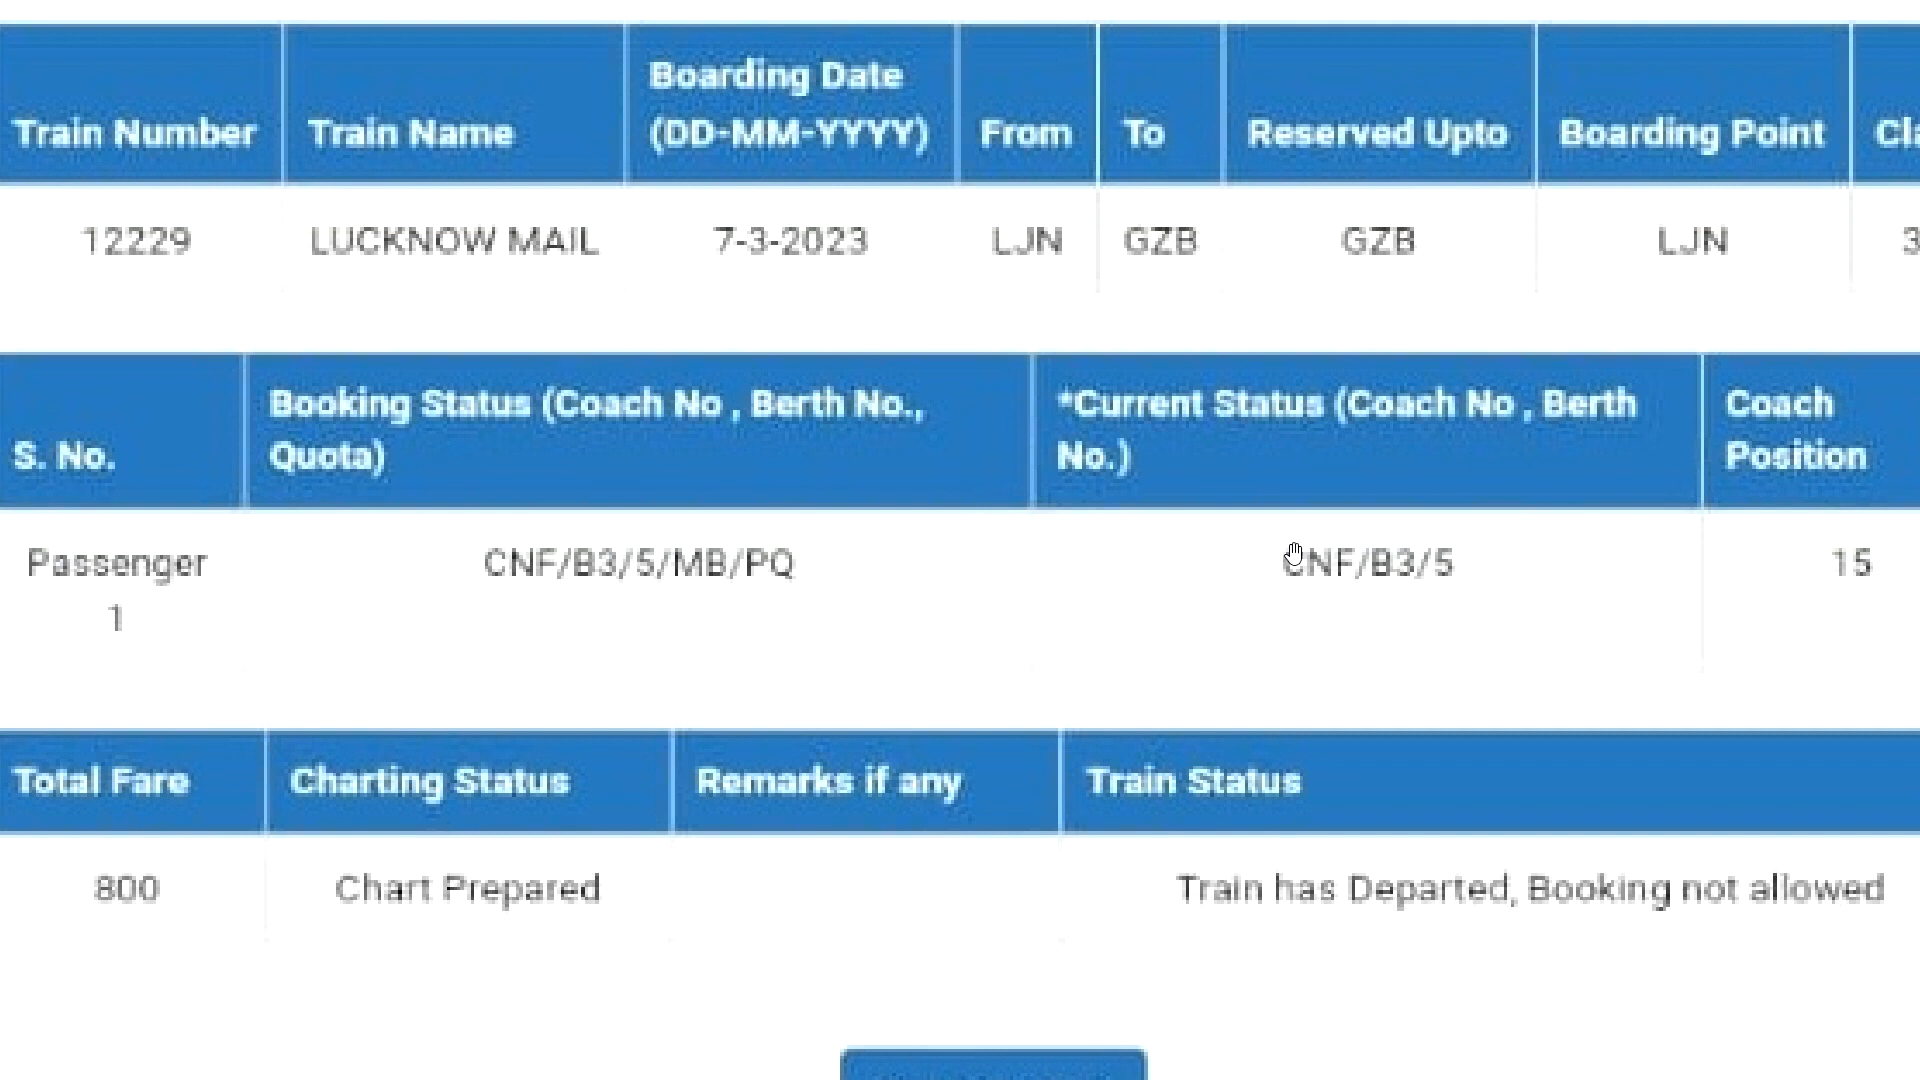 Train Number Train Name Boarding Date (DD-MM-YYYY) From To Reserved Upto Boarding Point
12229 LUCKNOW MAIL 7-3-2023 LJN GZB GZB LJN 3
S. No. Booking Status (Coach No , Berth No., Quota) *Current Status (Coach No , Berth No.) Coach Position
Passenger 1 CNF/B3/5/MB/PQ CNF/B3/5 15
Total Fare Charting Status Remarks if any Train Status
800 Chart Prepared Train has Departed, Booking not allowed